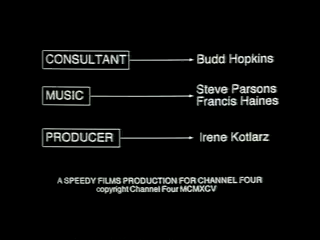 CONSULTANT Budd Hopkins
MUSIC Steve Parsons
Francis Haines
PRODUCER Irene Kotlarz
A SPEEDY FILMS PRODUCTION FOR CHANNEL FOUR
copyright Channel Four MCMXCV